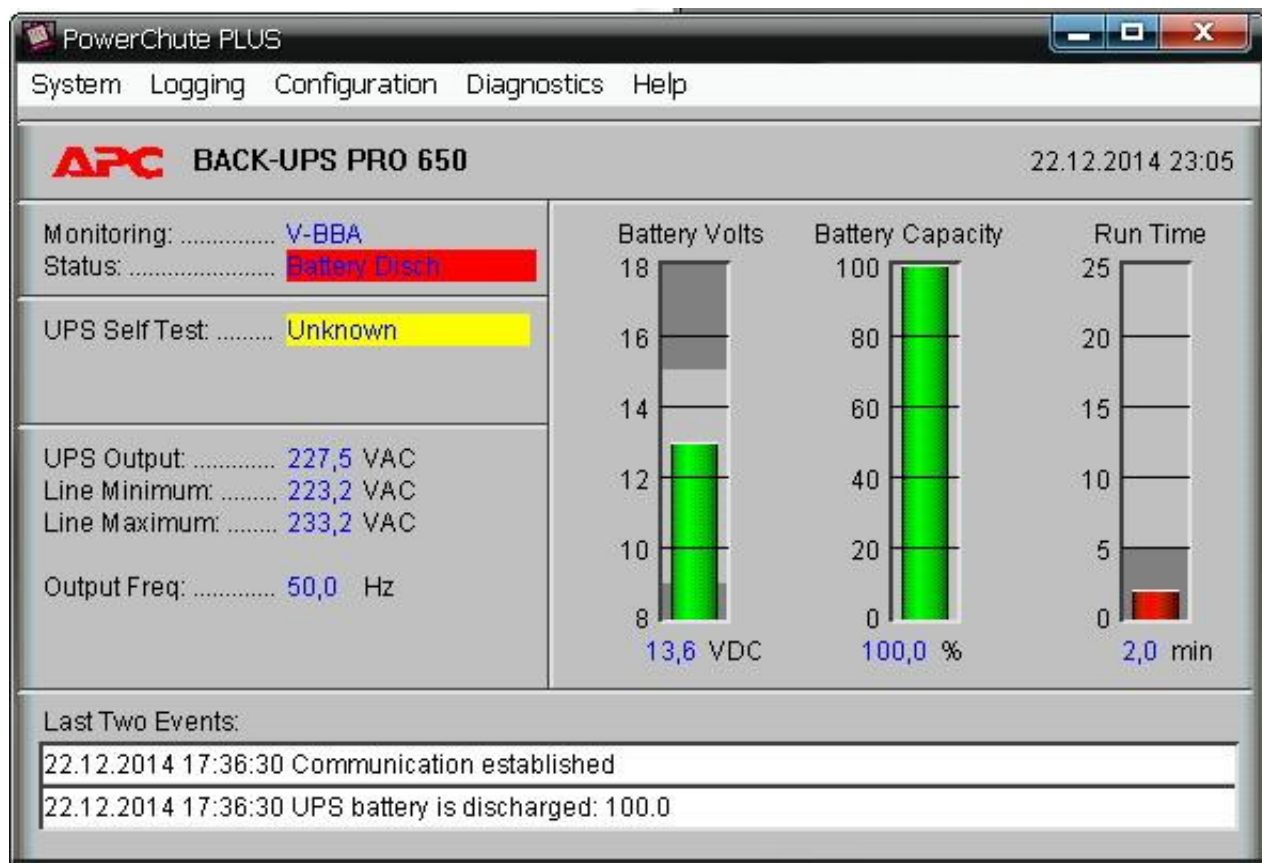 PowerChute PLUS
System Logging Configuration Diagnostics Help
APC BACK-UPS PRO 650 22.12.2014 23:05
Monitoring: ............... V-BBA
Status: ...................... Battery Disch
UPS Self Test: ......... Unknown
UPS Output: ............. 227,5 VAC
Line Minimum: ......... 223,2 VAC
Line Maximum: ........ 233,2 VAC
Output Freq: ............. 50,0 Hz
Battery Volts Battery Capacity Run Time
18 100 25
16 80 20
14 60 15
12 40 10
10 20 5
8 0 0
13,6 VDC 100,0 % 2,0 min
Last Two Events:
22.12.2014 17:36:30 Communication established
22.12.2014 17:36:30 UPS battery is discharged: 100.0